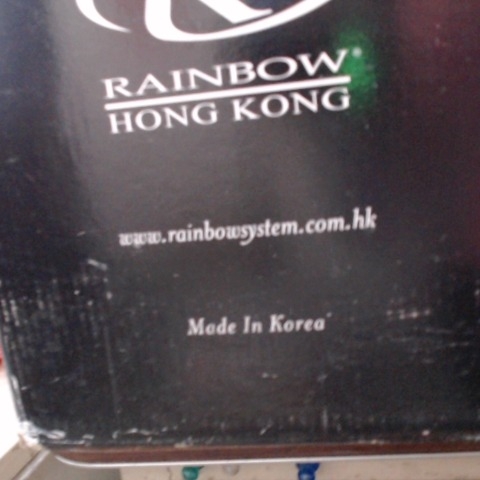 RAINBOW®
HONG KONG
www.rainbowsystem.com.hk
Made In Korea